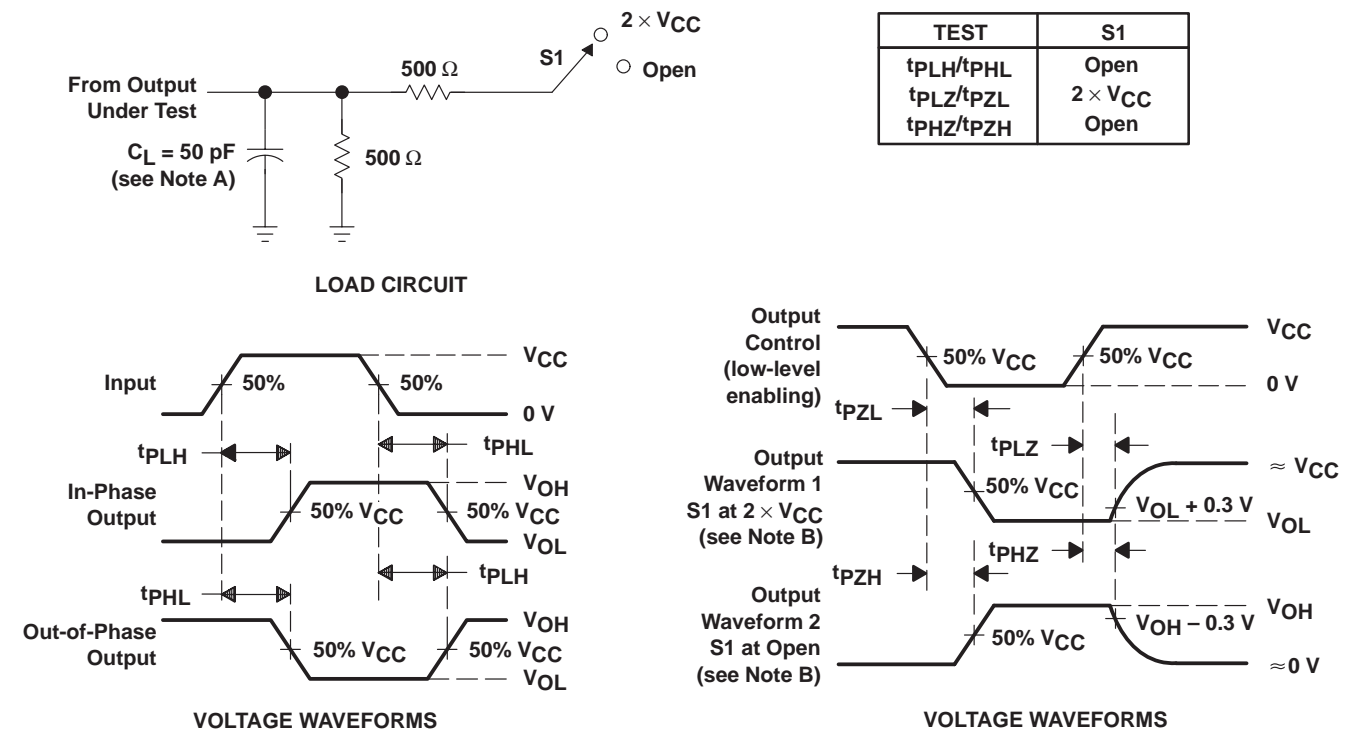 2 × VCC
S1
Open
500 Ω
From Output
Under Test
CL = 50 pF
(see Note A)
500 Ω
LOAD CIRCUIT
TEST S1
tPLH/tPHL Open
tPLZ/tPZL 2 × VCC
tPHZ/tPZH Open
Input
50%
50%
VCC
0 V
tPLH
tPHL
In-Phase
Output
50% VCC
VOH
50% VCC
VOL
tPHL
tPLH
Out-of-Phase
Output
50% VCC
VOH
50% VCC
VOL
VOLTAGE WAVEFORMS
Output
Control
(low-level
enabling)
50% VCC
50% VCC
VCC
0 V
tPZL
tPLZ
Output
Waveform 1
S1 at 2 × VCC
(see Note B)
50% VCC
≈ VCC
VOL + 0.3 V
VOL
tPZH
tPHZ
Output
Waveform 2
S1 at Open
(see Note B)
50% VCC
VOH
VOH – 0.3 V
≈0 V
VOLTAGE WAVEFORMS